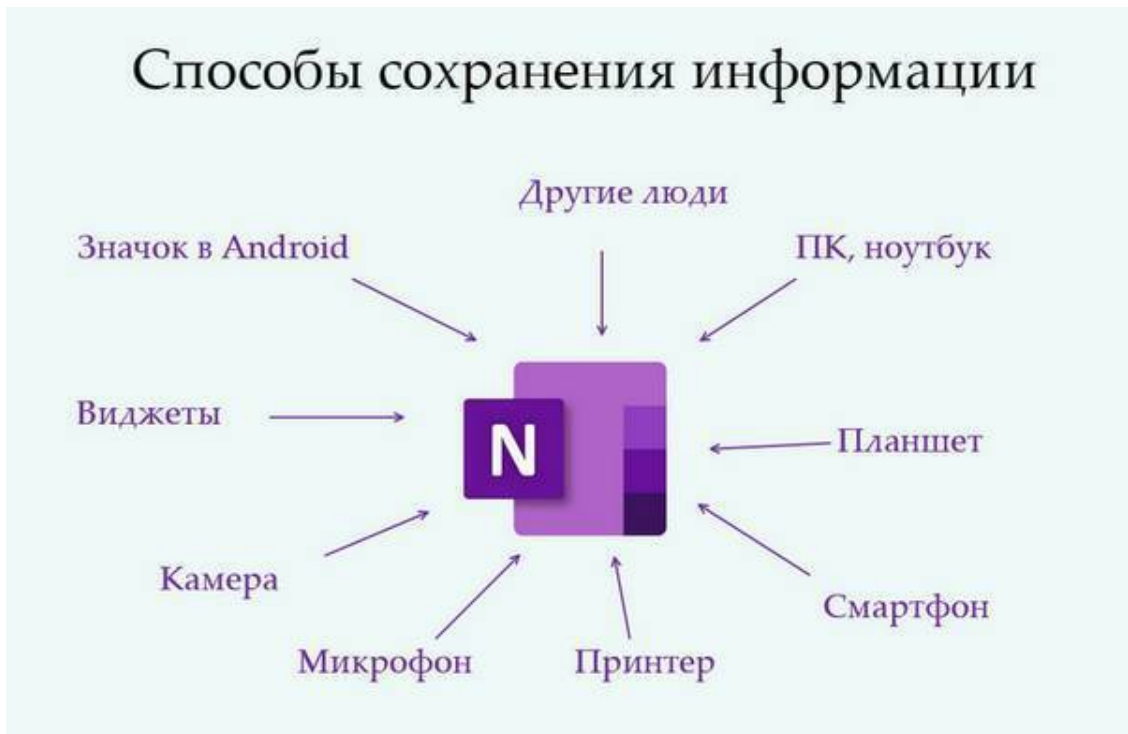 Способы сохранения информации
Другие люди
Значок в Android
ПК, ноутбук
Виджеты
N
Планшет
Камера
Смартфон
Микрофон
Принтер